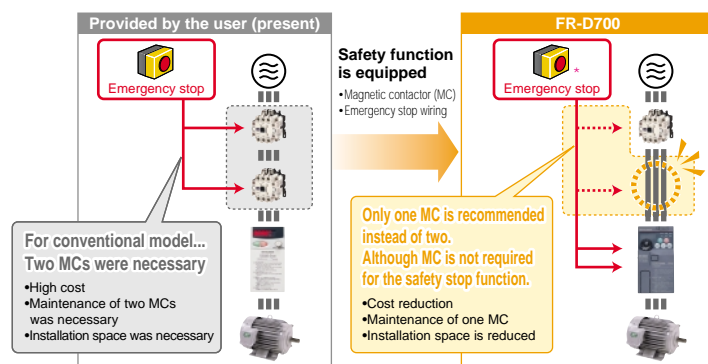 Provided by the user (present)
Emergency stop
For conventional model...
Two MCs were necessary
•High cost
•Maintenance of two MCs
was necessary
•Installation space was necessary
Safety function
is equipped
•Magnetic contactor (MC)
•Emergency stop wiring
FR-D700
*
Emergency stop
Only one MC is recommended
instead of two.
Although MC is not required
for the safety stop function.
•Cost reduction
•Maintenance of one MC
•Installation space is reduced